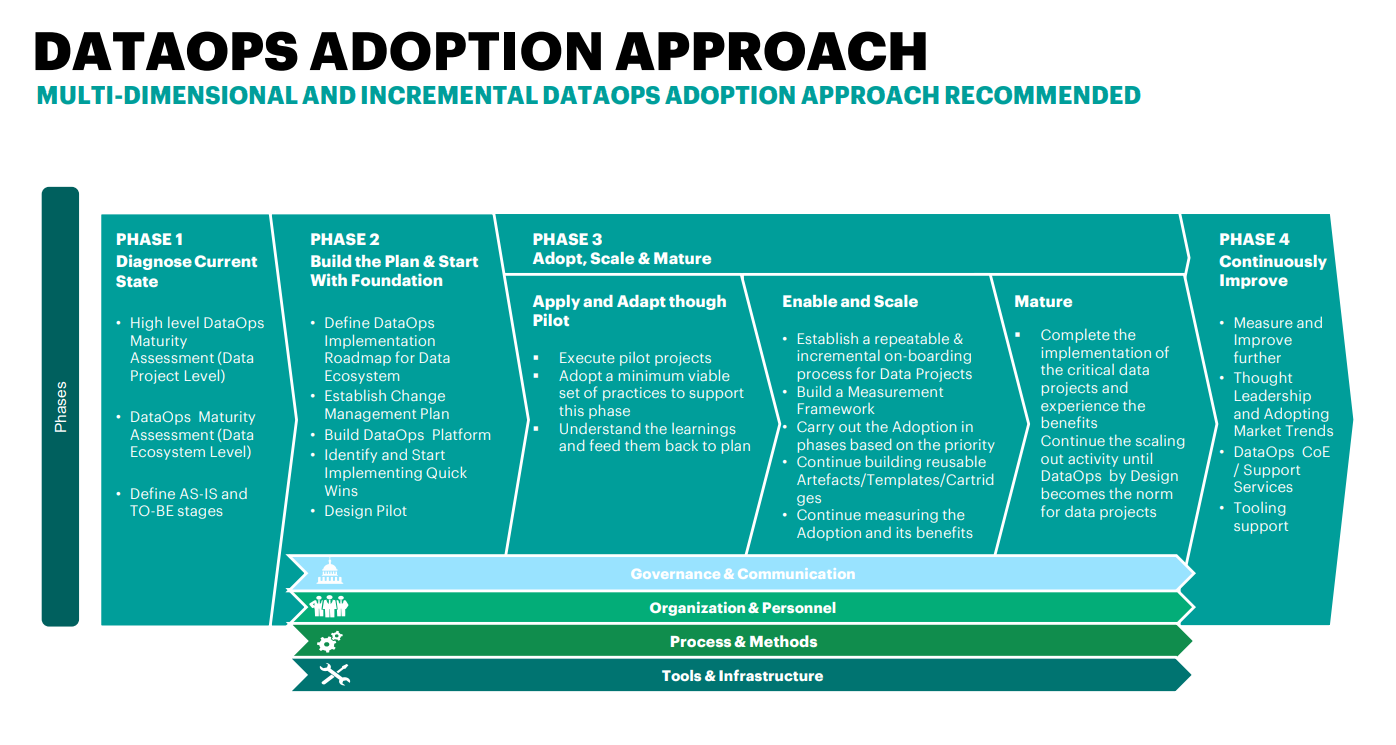 DATAOPS ADOPTION APPROACH
MULTI-DIMENSIONAL AND INCREMENTAL DATAOPS ADOPTION APPROACH RECOMMENDED
Phases
PHASE 1
Diagnose Current
State
• High level DataOps
Maturity
Assessment (Data
Project Level)
• DataOps Maturity
Assessment (Data
Ecosystem Level)
• Define AS-IS and
TO-BE stages
PHASE 2
Build the Plan & Start
With Foundation
• Define DataOps
Implementation
Roadmap for Data
Ecosystem
• Establish Change
Management Plan
• Build DataOps Platform
• Identify and Start
Implementing Quick
Wins
• Design Pilot
PHASE 3
Adopt, Scale & Mature
Apply and Adapt though
Pilot
▪ Execute pilot projects
▪ Adopt a minimum viable
set of practices to support
this phase
▪ Understand the learnings
and feed them back to plan
Enable and Scale
• Establish a repeatable &
incremental on-boarding
process for Data Projects
• Build a Measurement
Framework
• Carry out the Adoption in
phases based on the priority
• Continue building reusable
Artefacts/Templates/Cartrid
ges
• Continue measuring the
Adoption and its benefits
Mature
▪ Complete the
implementation of
the critical data
projects and
experience the
benefits
Continue the scaling
out activity until
DataOps by Design
becomes the norm
for data projects
PHASE 4
Continuously
Improve
• Measure and
Improve
further
• Thought
Leadership
and Adopting
Market Trends
• DataOps CoE
/ Support
Services
• Tooling
support
Governance & Communication
Organization & Personnel
Process & Methods
Tools & Infrastructure